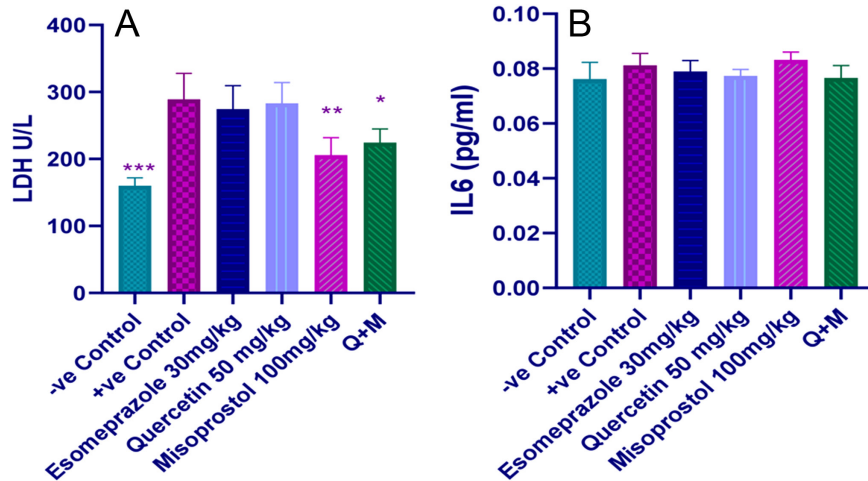 A
LDH U/L
400
300
200
100
0
***
**
*
-ve Control
+ve Control
Esomeprazole 30mg/kg
Quercetin 50 mg/kg
Misoprostol 100mg/kg
Q+M
B
IL6 (pg/ml)
0.10
0.08
0.06
0.04
0.02
0.00
-ve Control
+ve Control
Esomeprazole 30mg/kg
Quercetin 50 mg/kg
Misoprostol 100mg/kg
Q+M